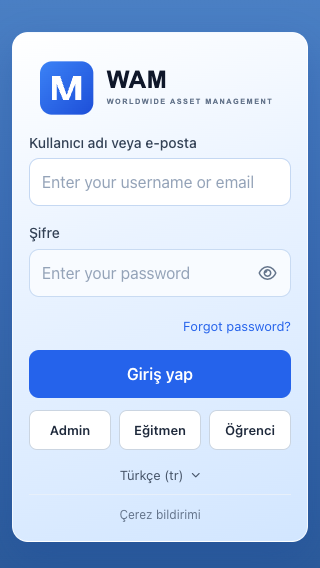 M
WAM
WORLDWIDE ASSET MANAGEMENT
Kullanıcı adı veya e-posta
Enter your username or email
Şifre
Enter your password
Forgot password?
Giriş yap
Admin
Eğitmen
Öğrenci
Türkçe (tr)
Çerez bildirimi